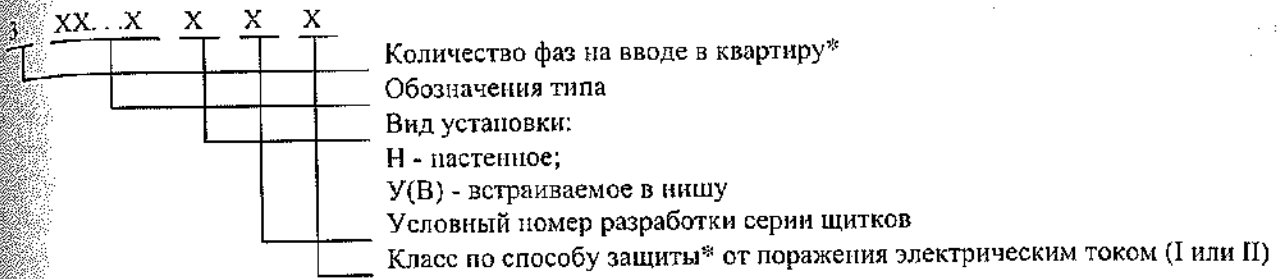 3 XX...X X X X
Количество фаз на вводе в квартиру*
Обозначения типа
Вид установки:
Н - настенное;
У(В) - встраиваемое в нишу
Условный номер разработки серии щитков
Класс по способу защиты* от поражения электрическим током (I или II)